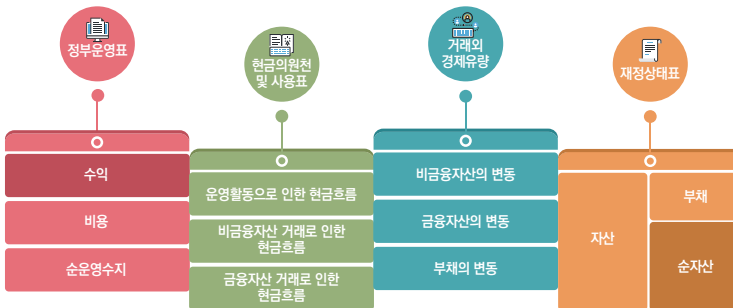 정부운영표
수익
비용
순운영수지
현금의원천
및 사용표
운영활동으로 인한 현금흐름
비금융자산 거래로 인한
현금흐름
금융자산 거래로 인한
현금흐름
거래외
경제유량
비금융자산의 변동
금융자산의 변동
부채의 변동
재정상태표
자산
부채
순자산